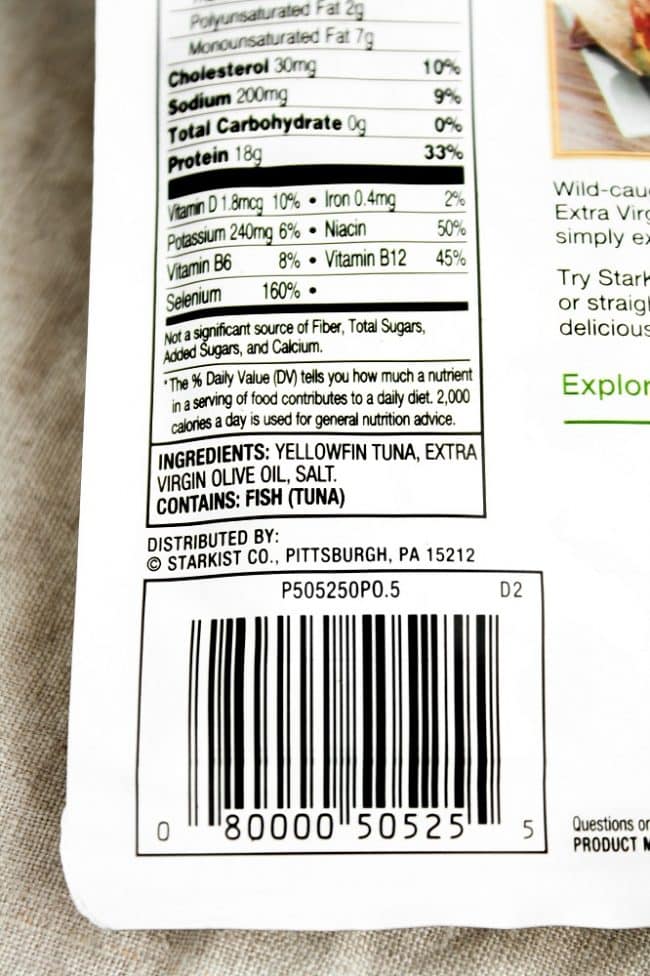 Polyunsaturated Fat 2g
Monounsaturated Fat 7g
Cholesterol 30mg 10%
Sodium 200mg 9%
Total Carbohydrate 0g 0%
Protein 18g 33%
Vitamin D 1.8mcg 10% • Iron 0.4mg 2%
Potassium 240mg 6% • Niacin 50%
Vitamin B6 8% • Vitamin B12 45%
Selenium 160% •
Not a significant source of Fiber, Total Sugars,
Added Sugars, and Calcium.
*The % Daily Value (DV) tells you how much a nutrient
in a serving of food contributes to a daily diet. 2,000
calories a day is used for general nutrition advice.
INGREDIENTS: YELLOWFIN TUNA, EXTRA
VIRGIN OLIVE OIL, SALT.
CONTAINS: FISH (TUNA)
DISTRIBUTED BY:
© STARKIST CO., PITTSBURGH, PA 15212
P505250P0.5 D2
0 80000 50525 5
Wild-cau
Extra Virg
simply ex
Try Stark
or straigh
delicious
Explor
Questions or
PRODUCT M